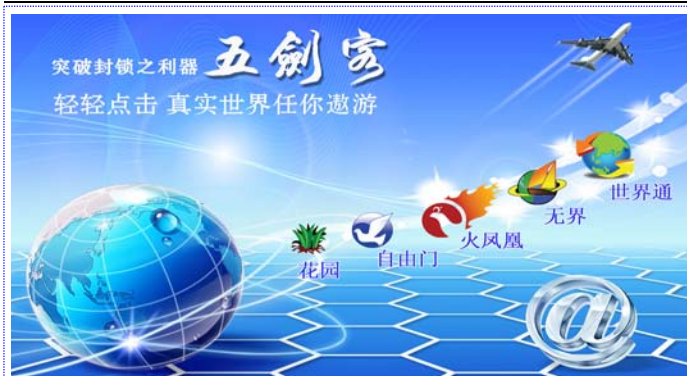 突破封锁之利器 五劍客
轻轻点击 真实世界任你遨游
世界通
无界
火凤凰
自由门
花园
@